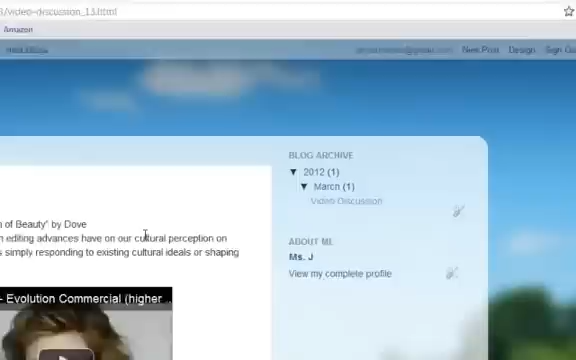 /video-discussion_13.html
Amazon
New Post Design Sign Ou
BLOG ARCHIVE
▼ 2012 (1)
▼ March (1)
Video Discussion
n of Beauty" by Dove
n editing advances have on our cultural perception on
s simply responding to existing cultural ideals or shaping
ABOUT ME
Ms. J
View my complete profile
- Evolution Commercial (higher ...